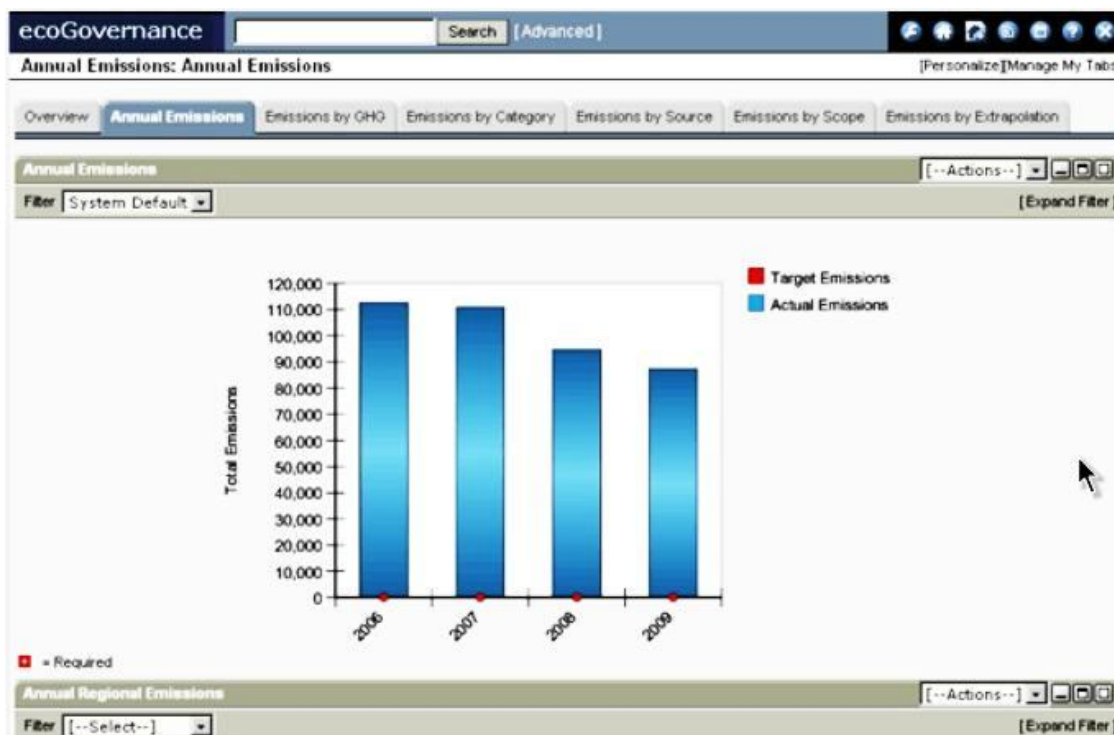 ecoGovernance Search [Advanced]
Annual Emissions: Annual Emissions [Personalize][Manage My Tabs
Overview Annual Emissions Emissions by GHG Emissions by Category Emissions by Source Emissions by Scope Emissions by Extrapolation
Annual Emissions [--Actions--]
Filter System Default [Expand Filter]
120,000
110,000
100,000
90,000
80,000
70,000
60,000
50,000
40,000
30,000
20,000
10,000
0
Total Emissions
2006 2007 2008 2009
Target Emissions
Actual Emissions
= Required
Annual Regional Emissions [--Actions--]
Filter [--Select--] [Expand Filter]